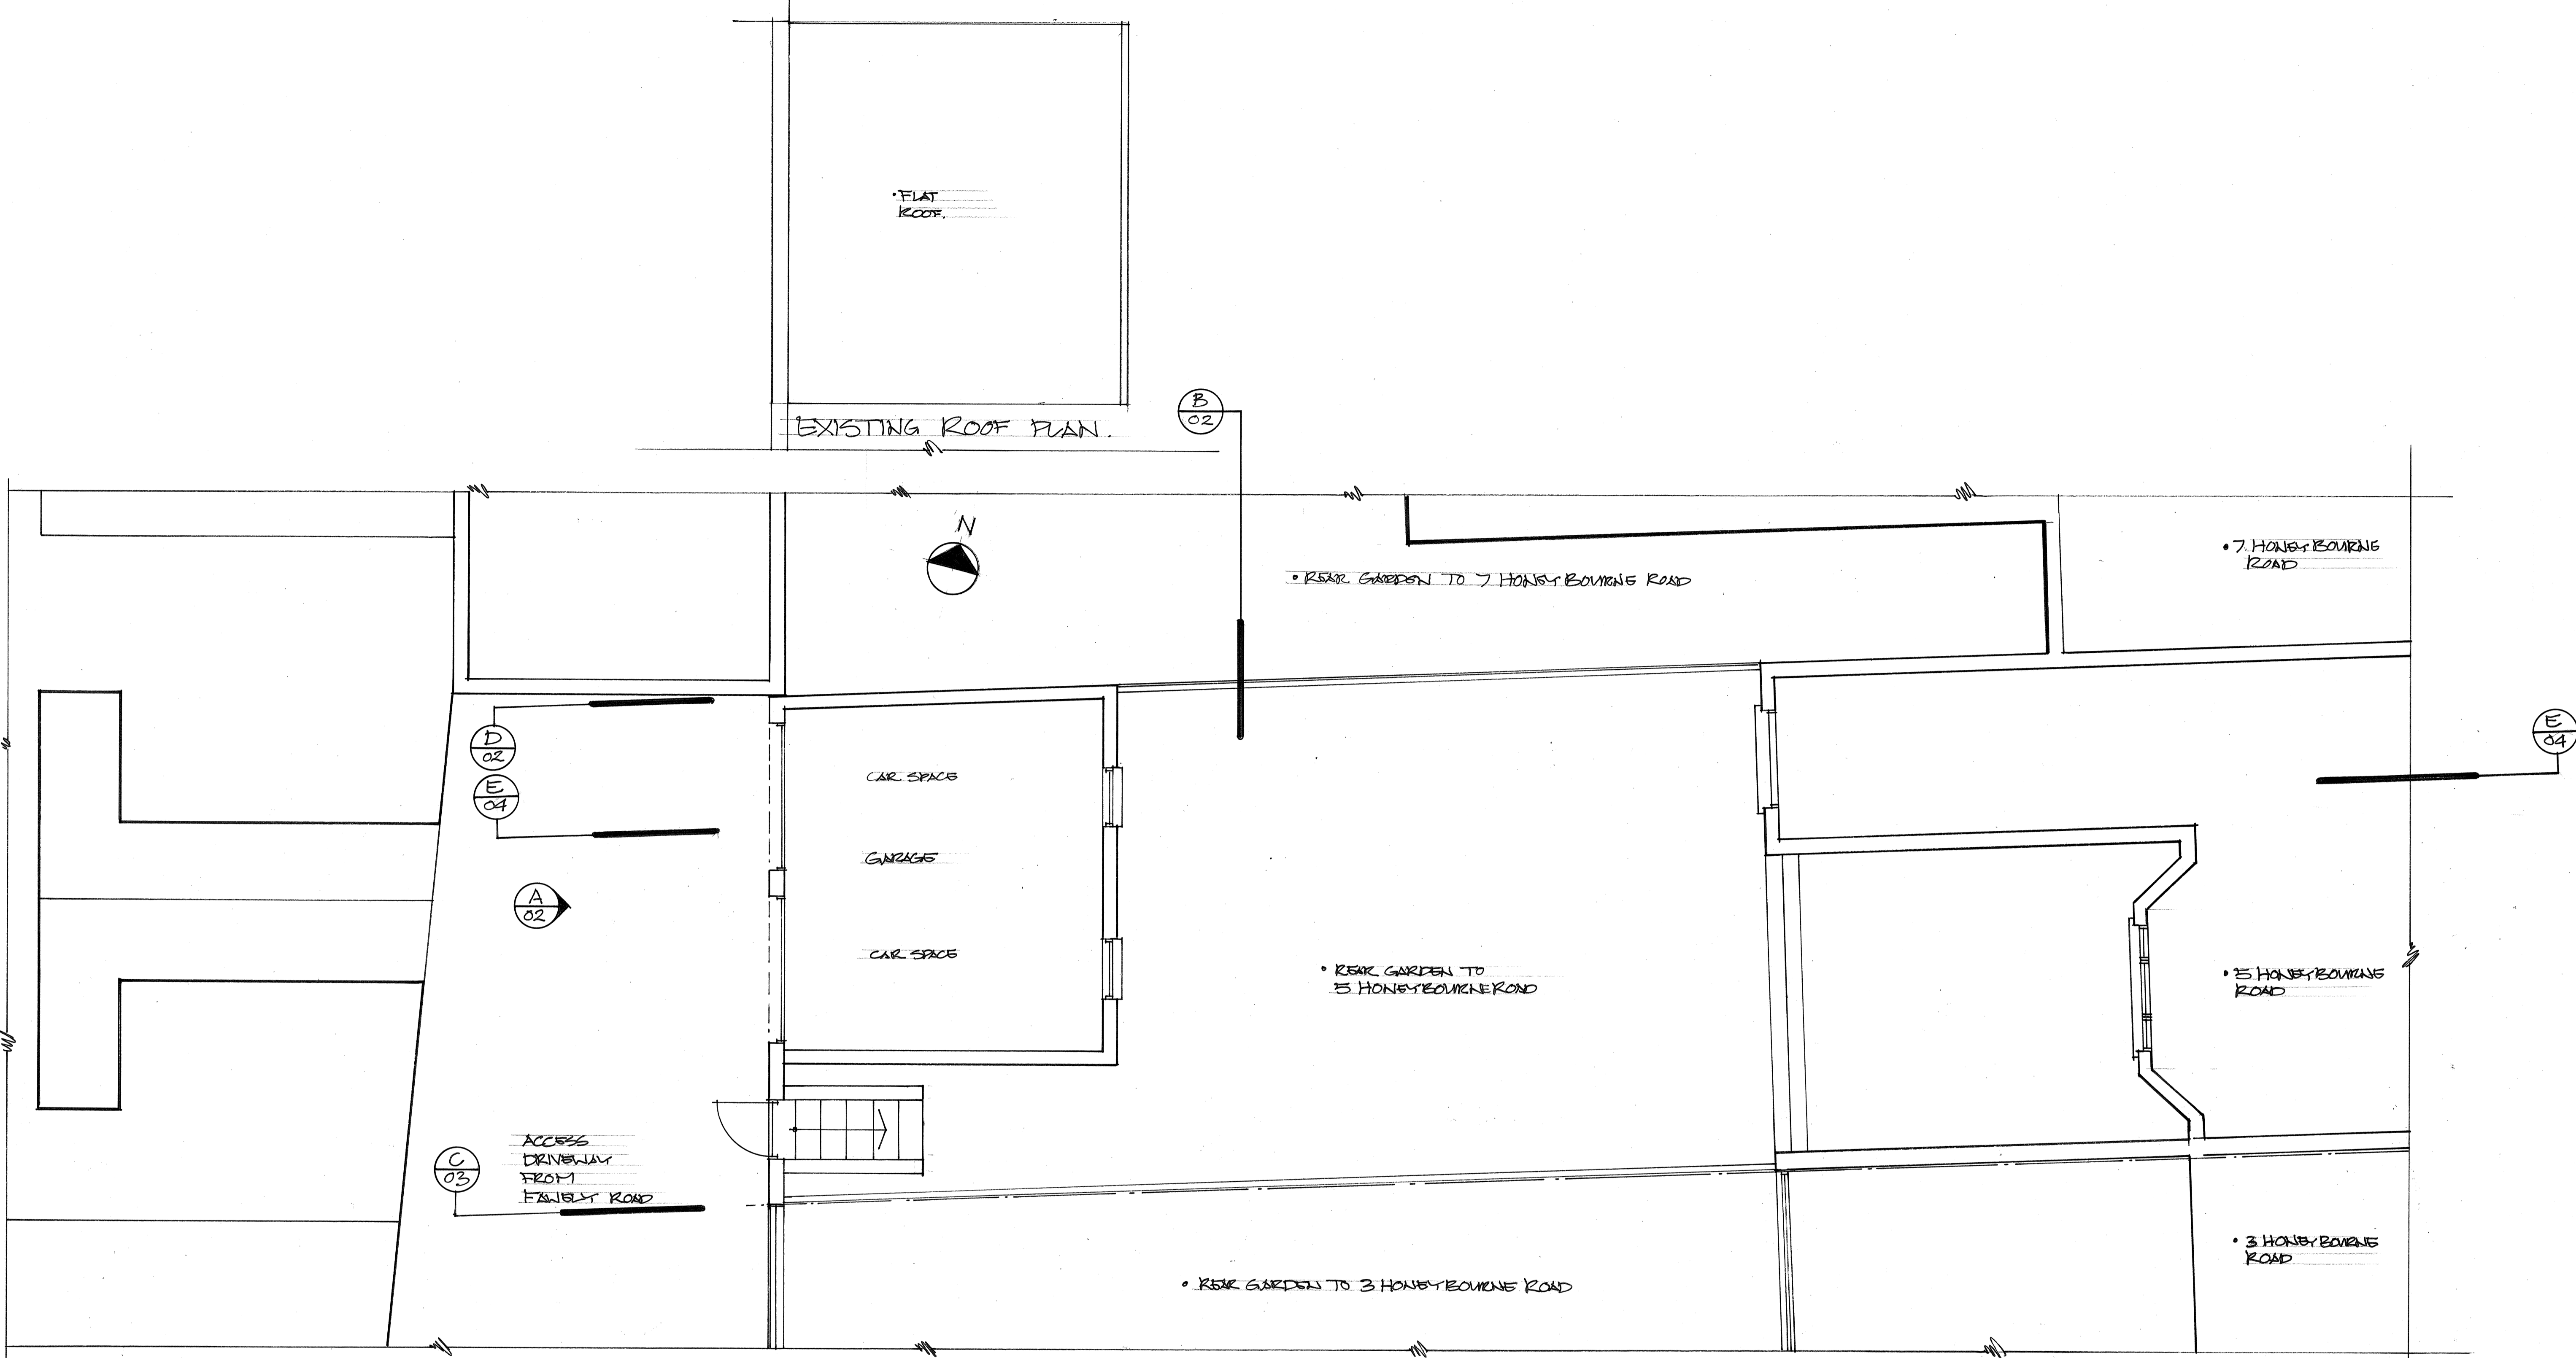 • FLAT
ROOF.
EXISTING ROOF PLAN.
B
02
N
• REAR GARDEN TO 7 HONEYBOURNE ROAD
• 7 HONEYBOURNE
ROAD
D
02
E
04
A
02
CAR SPACE
GARAGE
CAR SPACE
E
04
• REAR GARDEN TO
5 HONEYBOURNE ROAD
• 5 HONEYBOURNE
ROAD
C
03
ACCESS
DRIVEWAY
FROM
FAWELY ROAD
• REAR GARDEN TO 3 HONEYBOURNE ROAD
• 3 HONEYBOURNE
ROAD